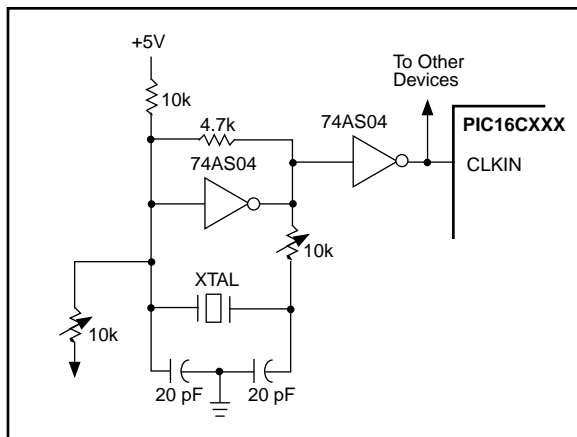 +5V
To Other
Devices
10k
4.7k
74AS04
PIC16CXXX
74AS04
CLKIN
10k
XTAL
10k
20 pF
20 pF